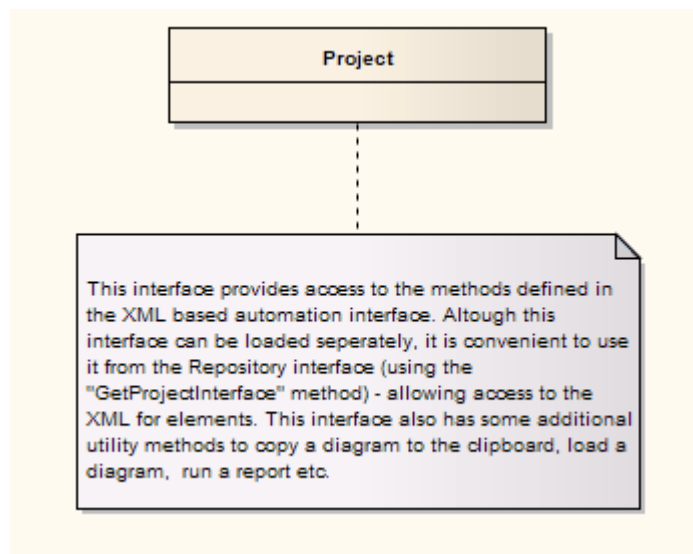 Project
This interface provides access to the methods defined in
the XML based automation interface. Altough this
interface can be loaded seperately, it is convenient to use
it from the Repository interface (using the
"GetProjectInterface" method) - allowing access to the
XML for elements. This interface also has some additional
utility methods to copy a diagram to the clipboard, load a
diagram,  run a report etc.